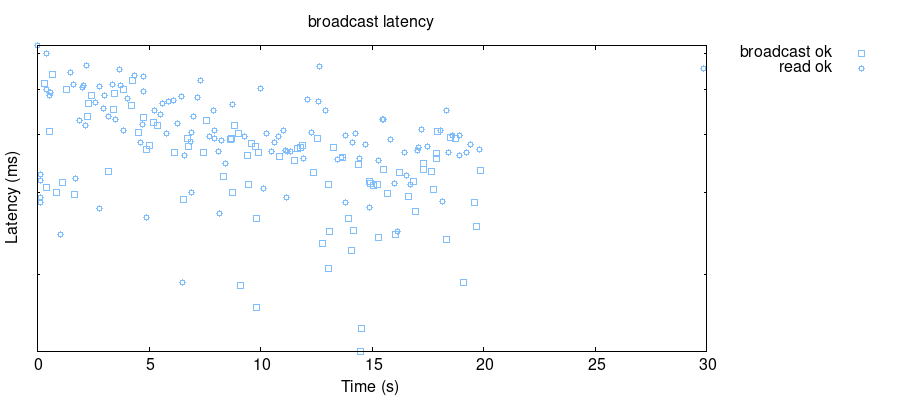 broadcast latency
broadcast ok
read ok
Latency (ms)
0 5 10 15 20 25 30
Time (s)